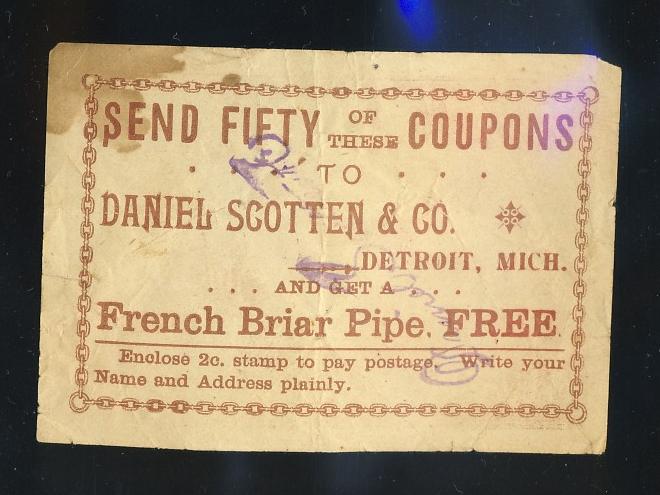 SEND FIFTY OF THESE COUPONS
. . . TO . . .
DANIEL SCOTTEN & CO.
DETROIT, MICH.
. . . AND GET A . . .
French Briar Pipe. FREE.
Enclose 2c. stamp to pay postage. Write your
Name and Address plainly.